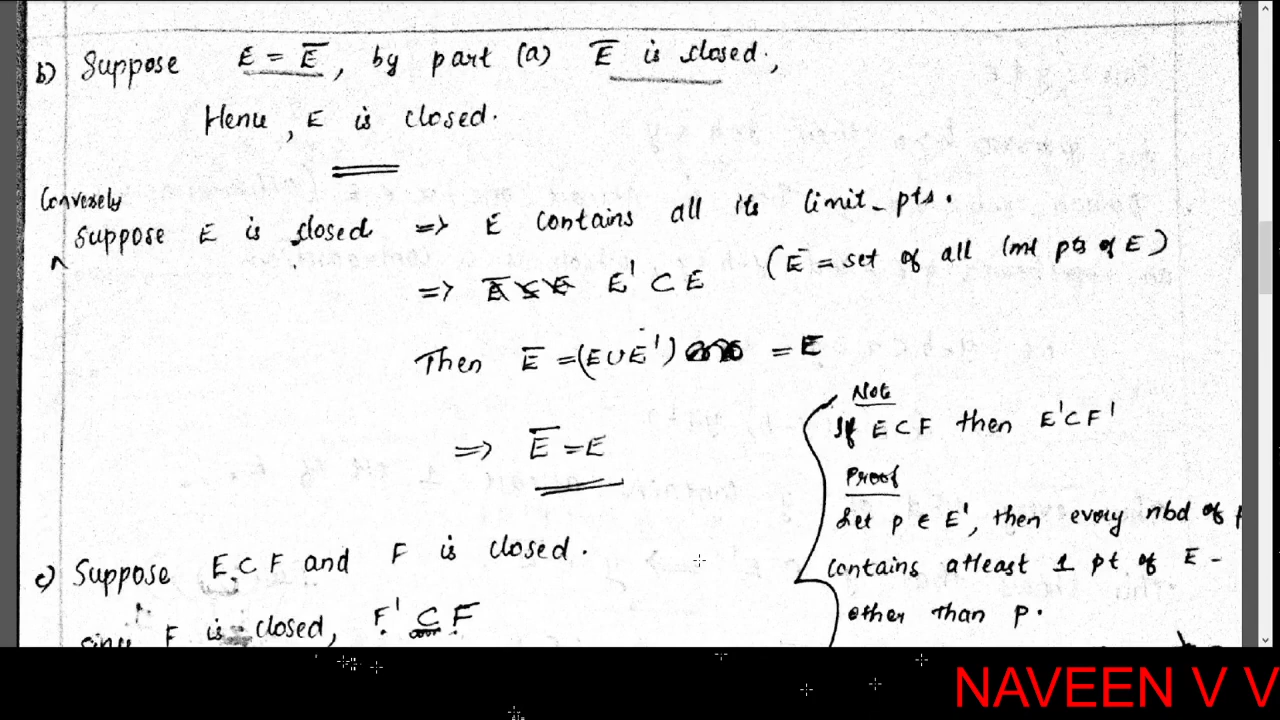 b) Suppose E = E̅, by part (a) E̅ is closed.,
Hence, E is closed.
Conversely
Suppose E is closed => E contains all its limit-pts.
=> E' ⊂ E (E = set of all lmt pts of E)
Then E̅ = (E∪E') = E
=> E̅ = E
Note
If E⊂F then E'⊂F'
Proof
Let p ∈ E', then every nbd of
contains atleast 1 pt of E -
other than p.
c) Suppose E⊂F and F is closed.
since F is closed, F' ⊂ F
NAVEEN V V